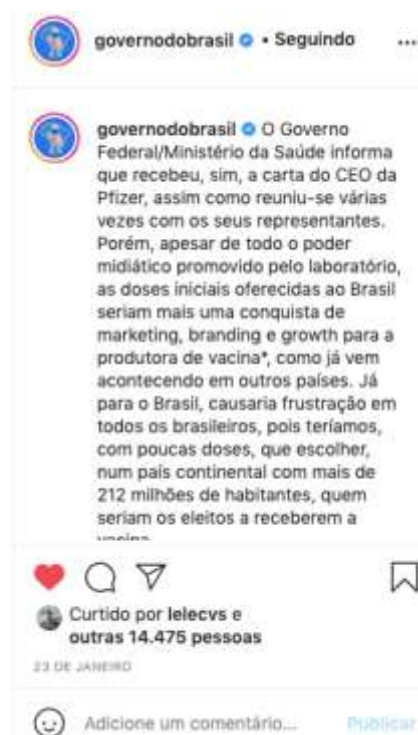 governodobrasil • Seguindo ...
governodobrasil O Governo
Federal/Ministério da Saúde informa
que recebeu, sim, a carta do CEO da
Pfizer, assim como reuniu-se várias
vezes com os seus representantes.
Porém, apesar de todo o poder
midiático promovido pelo laboratório,
as doses iniciais oferecidas ao Brasil
seriam mais uma conquista de
marketing, branding e growth para a
produtora de vacina*, como já vem
acontecendo em outros países. Já
para o Brasil, causaria frustração em
todos os brasileiros, pois teríamos,
com poucas doses, que escolher,
num país continental com mais de
212 milhões de habitantes, quem
seriam os eleitos a receberem a
Curtido por lelecvs e
outras 14.475 pessoas
23 DE JANEIRO
Adicione um comentário... Publicar